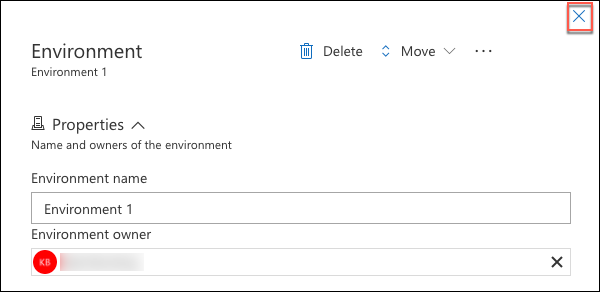 Environment
Environment 1
Delete
Move
Properties
Name and owners of the environment
Environment name
Environment 1
Environment owner
KB